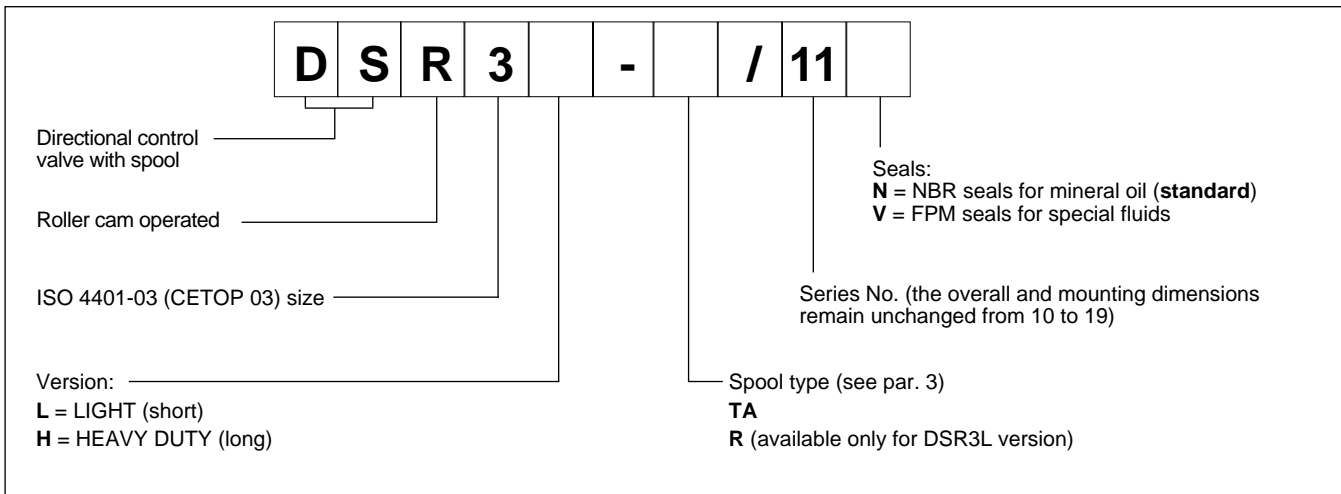 D S R 3 - / 11
Directional control
valve with spool
Roller cam operated
ISO 4401-03 (CETOP 03) size
Version:
L = LIGHT (short)
H = HEAVY DUTY (long)
Seals:
N = NBR seals for mineral oil (standard)
V = FPM seals for special fluids
Series No. (the overall and mounting dimensions
remain unchanged from 10 to 19)
Spool type (see par. 3)
TA
R (available only for DSR3L version)